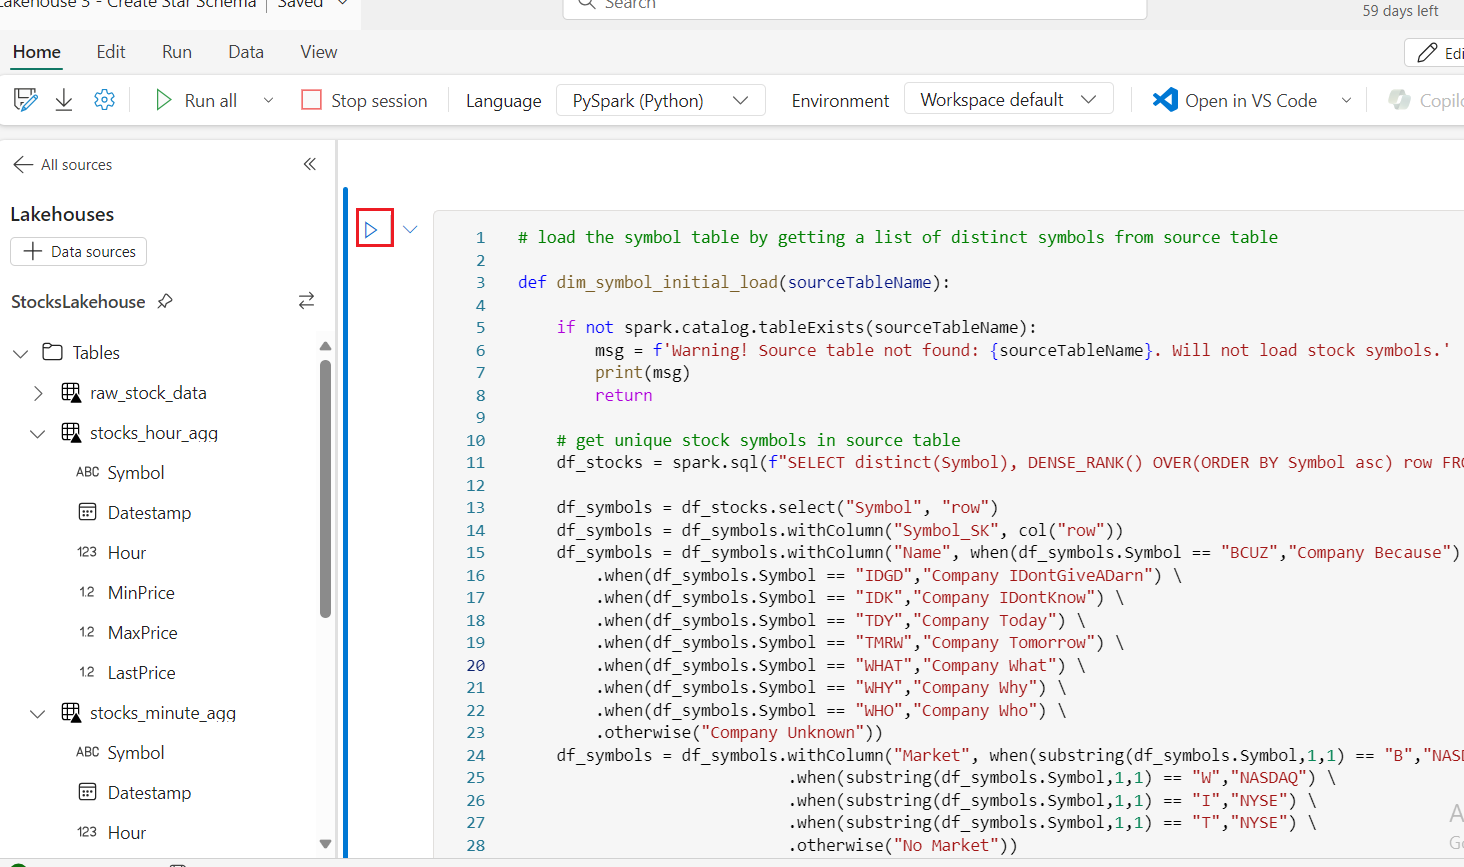 Lakehouse 5 - Create Star Schema | Saved
Search
59 days left
Home Edit Run Data View
Run all Stop session Language PySpark (Python) Environment Workspace default Open in VS Code
All sources
Lakehouses
Data sources
StocksLakehouse
Tables
raw_stock_data
stocks_hour_agg
ABC Symbol
Datestamp
123 Hour
1.2 MinPrice
1.2 MaxPrice
1.2 LastPrice
stocks_minute_agg
ABC Symbol
Datestamp
123 Hour
1 # load the symbol table by getting a list of distinct symbols from source table
2
3 def dim_symbol_initial_load(sourceTableName):
4
5     if not spark.catalog.tableExists(sourceTableName):
6         msg = f'Warning! Source table not found: {sourceTableName}. Will not load stock symbols.'
7         print(msg)
8         return
9
10     # get unique stock symbols in source table
11     df_stocks = spark.sql(f"SELECT distinct(Symbol), DENSE_RANK() OVER(ORDER BY Symbol asc) row
12
13     df_symbols = df_stocks.select("Symbol", "row")
14     df_symbols = df_symbols.withColumn("Symbol_SK", col("row"))
15     df_symbols = df_symbols.withColumn("Name", when(df_symbols.Symbol == "BCUZ","Company Because")
16         .when(df_symbols.Symbol == "IDGD","Company IDontGiveADarn") \
17         .when(df_symbols.Symbol == "IDK","Company IDontKnow") \
18         .when(df_symbols.Symbol == "TDY","Company Today") \
19         .when(df_symbols.Symbol == "TMRW","Company Tomorrow") \
20         .when(df_symbols.Symbol == "WHAT","Company What") \
21         .when(df_symbols.Symbol == "WHY","Company Why") \
22         .when(df_symbols.Symbol == "WHO","Company Who") \
23         .otherwise("Company Unknown"))
24     df_symbols = df_symbols.withColumn("Market", when(substring(df_symbols.Symbol,1,1) == "B",
25                             .when(substring(df_symbols.Symbol,1,1) == "W","NASDAQ") \
26                             .when(substring(df_symbols.Symbol,1,1) == "I","NYSE") \
27                             .when(substring(df_symbols.Symbol,1,1) == "T","NYSE") \
28                             .otherwise("No Market"))